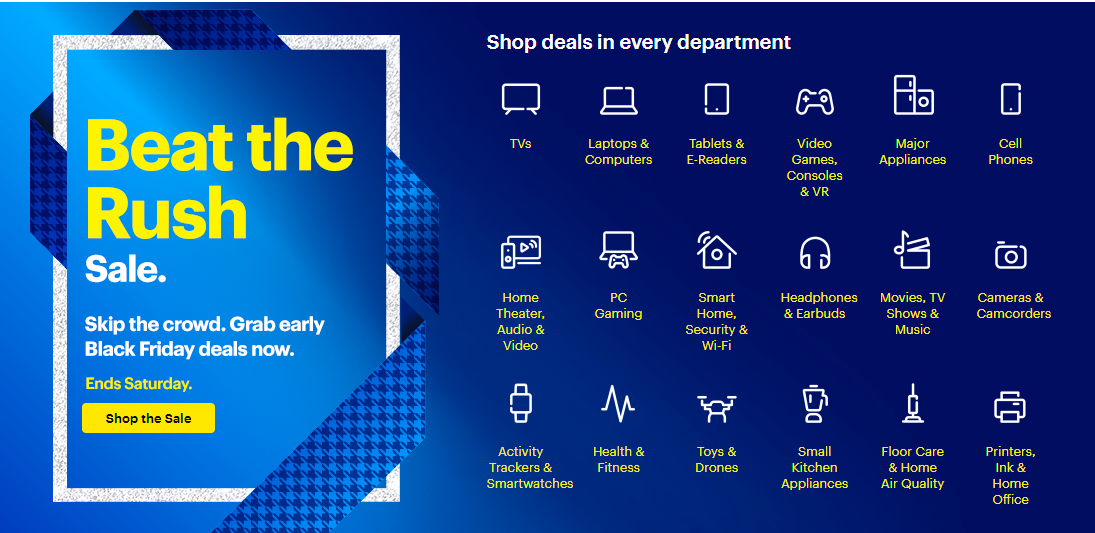 Beat the
Rush
Sale.
Skip the crowd. Grab early
Black Friday deals now.
Ends Saturday.
Shop the Sale
Shop deals in every department
TVs
Laptops &
Computers
Tablets &
E-Readers
Video
Games,
Consoles
& VR
Major
Appliances
Cell
Phones
Home
Theater,
Audio &
Video
PC
Gaming
Smart
Home,
Security &
Wi-Fi
Headphones
& Earbuds
Movies, TV
Shows &
Music
Cameras &
Camcorders
Activity
Trackers &
Smartwatches
Health &
Fitness
Toys &
Drones
Small
Kitchen
Appliances
Floor Care
& Home
Air Quality
Printers,
Ink &
Home
Office